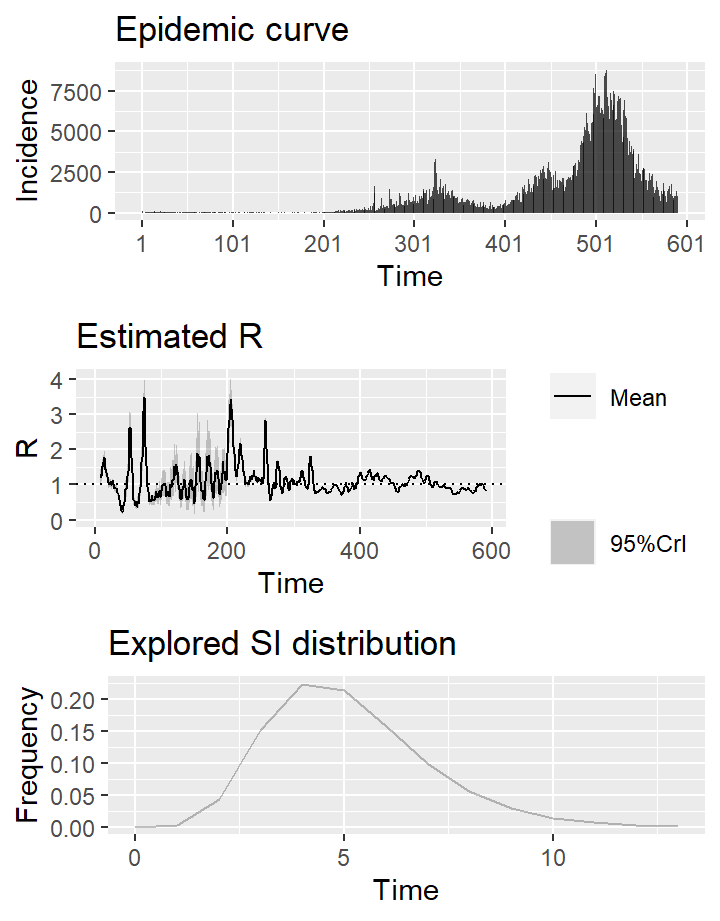 Epidemic curve
Incidence
7500
5000
2500
0
1 101 201 301 401 501 601
Time
Estimated R
R
4
3
2
1
0
0 200 400 600
Time
Mean
95%CrI
Explored SI distribution
Frequency
0.20
0.15
0.10
0.05
0.00
0 5 10
Time